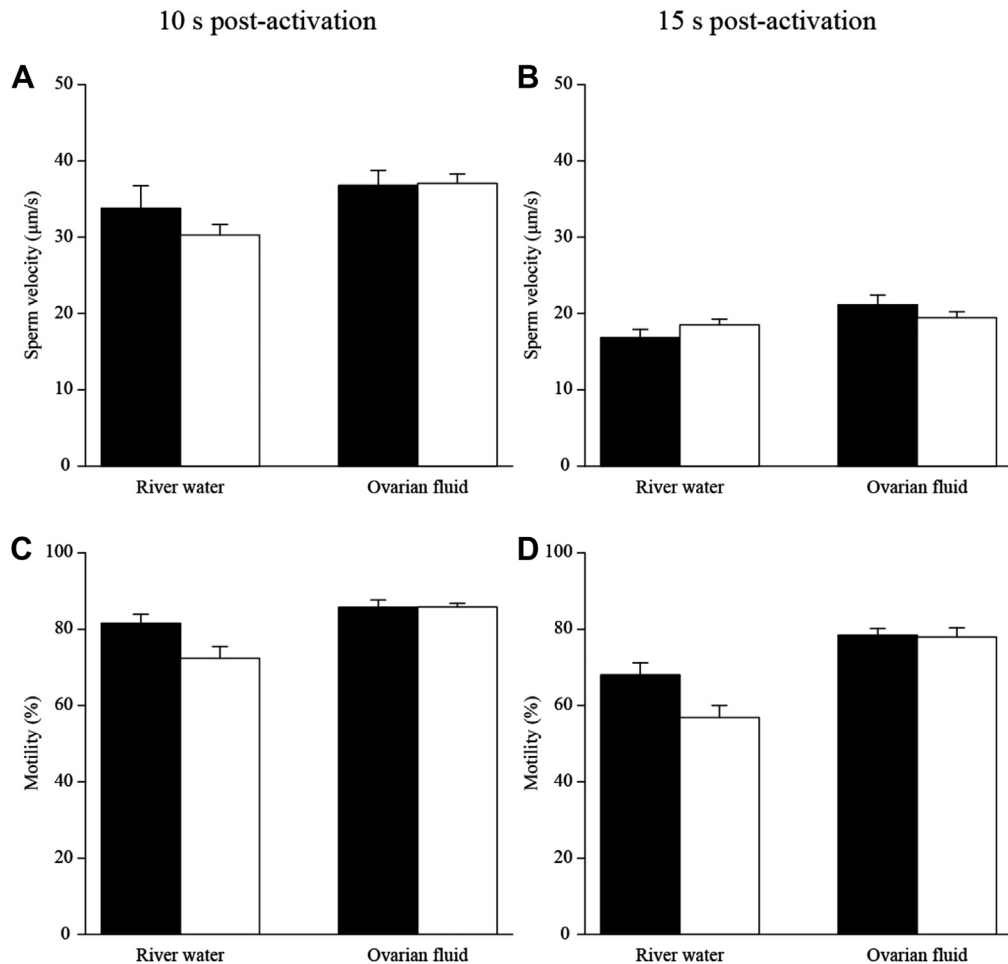 10 s post-activation
15 s post-activation
A
50
40
30
20
10
0
Sperm velocity (µm/s)
River water
Ovarian fluid
B
50
40
30
20
10
0
Sperm velocity (µm/s)
River water
Ovarian fluid
C
100
80
60
40
20
0
Motility (%)
River water
Ovarian fluid
D
100
80
60
40
20
0
Motility (%)
River water
Ovarian fluid